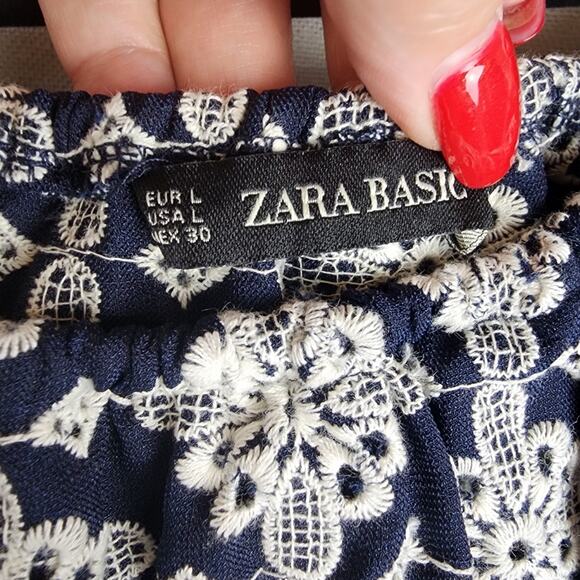 EUR L
USA L
MEX 30
ZARA BASIC